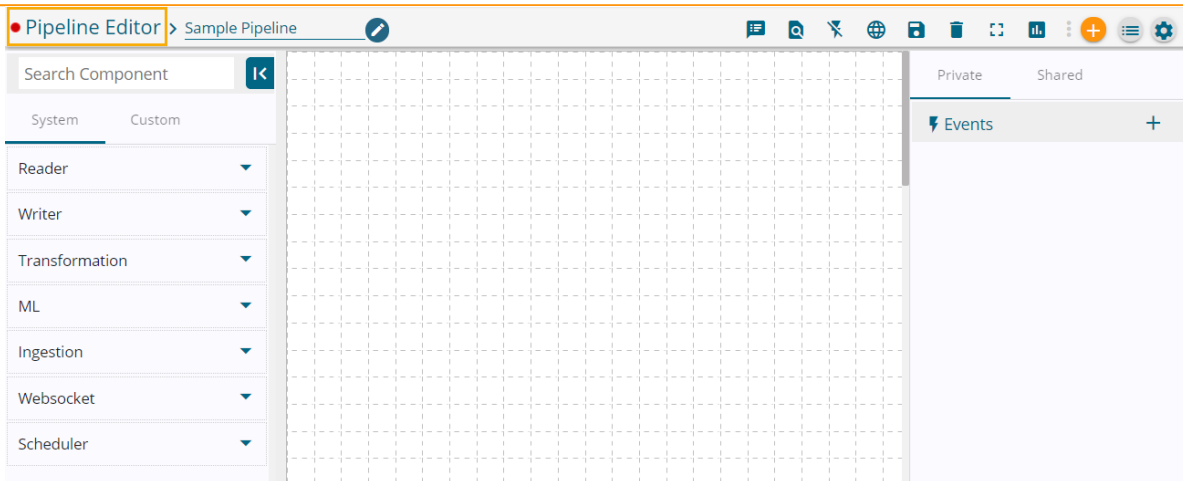 Pipeline Editor > Sample Pipeline
Search Component
System Custom
Reader
Writer
Transformation
ML
Ingestion
Websocket
Scheduler
Private Shared
Events +